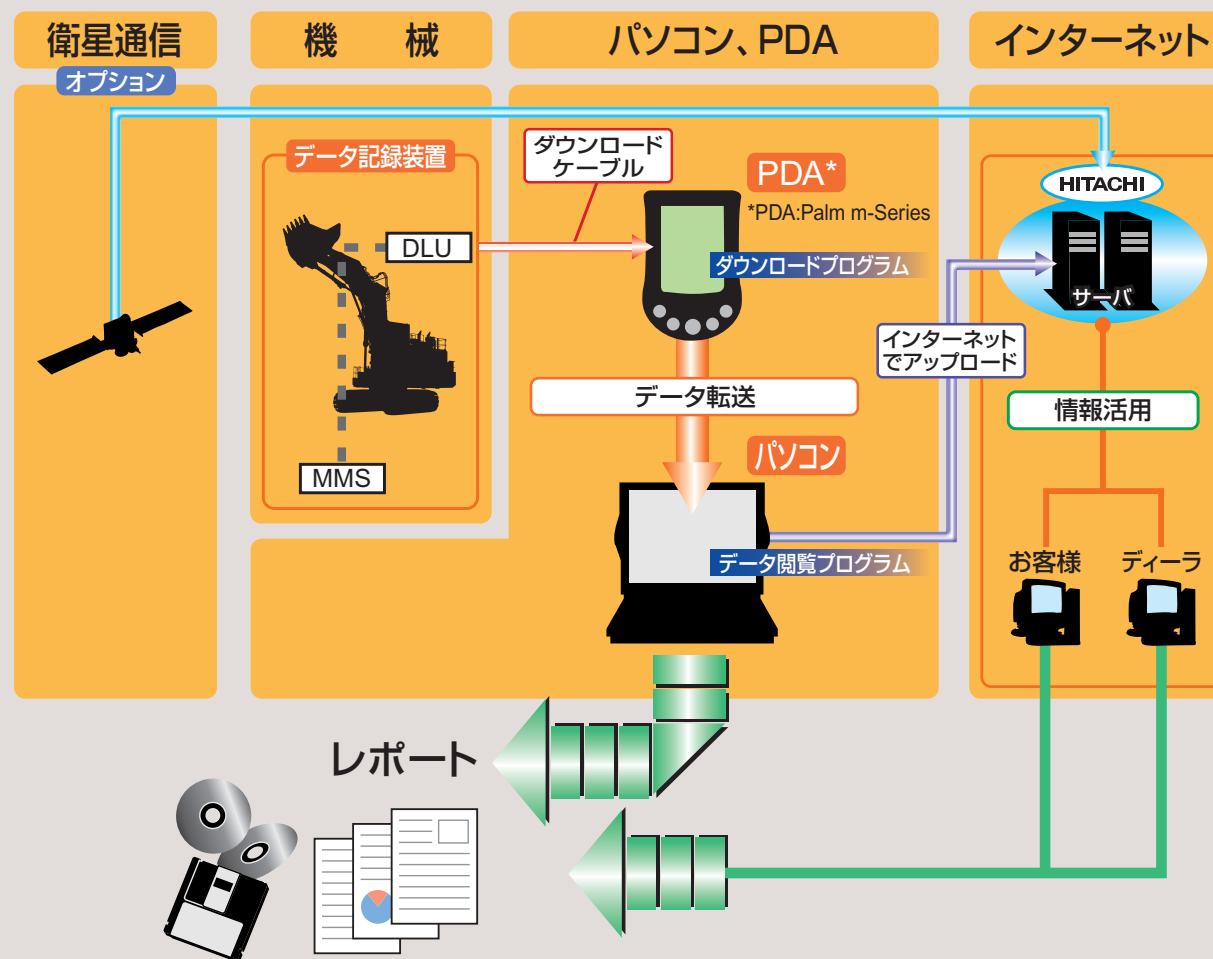 衛星通信
オプション
機 械
パソコン、PDA
インターネット
データ記録装置
DLU
MMS
ダウンロード
ケーブル
PDA*
*PDA:Palm m-Series
ダウンロードプログラム
データ転送
パソコン
データ閲覧プログラム
インターネット
でアップロード
HITACHI
サーバ
情報活用
お客様
ディーラ
レポート